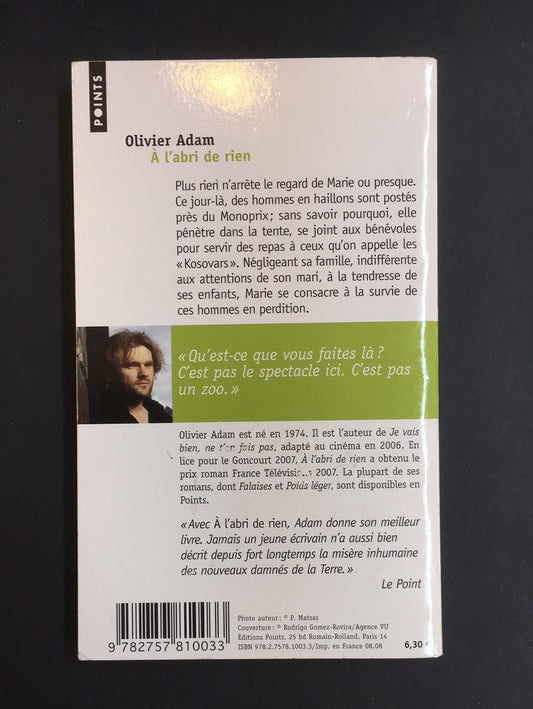 POINTS
Olivier Adam
À l'abri de rien
Plus rien n'arrête le regard de Marie ou presque.
Ce jour-là, des hommes en haillons sont postés
près du Monoprix ; sans savoir pourquoi, elle
pénètre dans la tente, se joint aux bénévoles
pour servir des repas à ceux qu'on appelle les
« Kosovars ». Négligeant sa famille, indifférente
aux attentions de son mari, à la tendresse de
ses enfants, Marie se consacre à la survie de
ces hommes en perdition.
« Qu'est-ce que vous faites là ?
C'est pas le spectacle ici. C'est pas
un zoo. »
Olivier Adam est né en 1974. Il est l'auteur de Je vais
bien, ne t'en fais pas, adapté au cinéma en 2006. En
lice pour le Goncourt 2007, À l'abri de rien a obtenu le
prix roman France Télévisions 2007. La plupart de ses
romans, dont Falaises et Poids léger, sont disponibles en
Points.
« Avec À l'abri de rien, Adam donne son meilleur
livre. Jamais un jeune écrivain n'a aussi bien
décrit depuis fort longtemps la misère inhumaine
des nouveaux damnés de la Terre. »
Le Point
Photo auteur : © P. Matsas
Couverture : © Rodrigo Gomez-Rovira/Agence VU
Éditions Points, 25 bd Romain-Rolland, Paris 14
ISBN 978.2.7578.1003.3/Imp. en France 08.08
6,30 €
9 782757 810033